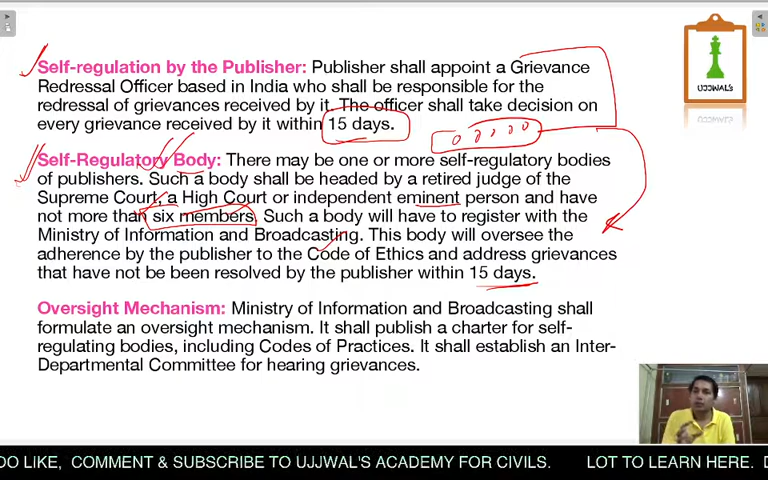 Self-regulation by the Publisher: Publisher shall appoint a Grievance
Redressal Officer based in India who shall be responsible for the
redressal of grievances received by it. The officer shall take decision on
every grievance received by it within 15 days.
Self-Regulatory Body: There may be one or more self-regulatory bodies
of publishers. Such a body shall be headed by a retired judge of the
Supreme Court, a High Court or independent eminent person and have
not more than six members. Such a body will have to register with the
Ministry of Information and Broadcasting. This body will oversee the
adherence by the publisher to the Code of Ethics and address grievances
that have not be been resolved by the publisher within 15 days.
Oversight Mechanism: Ministry of Information and Broadcasting shall
formulate an oversight mechanism. It shall publish a charter for self-
regulating bodies, including Codes of Practices. It shall establish an Inter-
Departmental Committee for hearing grievances.
UJJWAL's
DO LIKE, COMMENT & SUBSCRIBE TO UJJWAL'S ACADEMY FOR CIVILS. LOT TO LEARN HERE. D